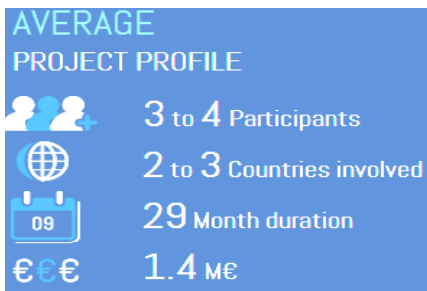 AVERAGE
PROJECT PROFILE
3 to 4 Participants
2 to 3 Countries involved
09
29 Month duration
€€€
1.4 M€